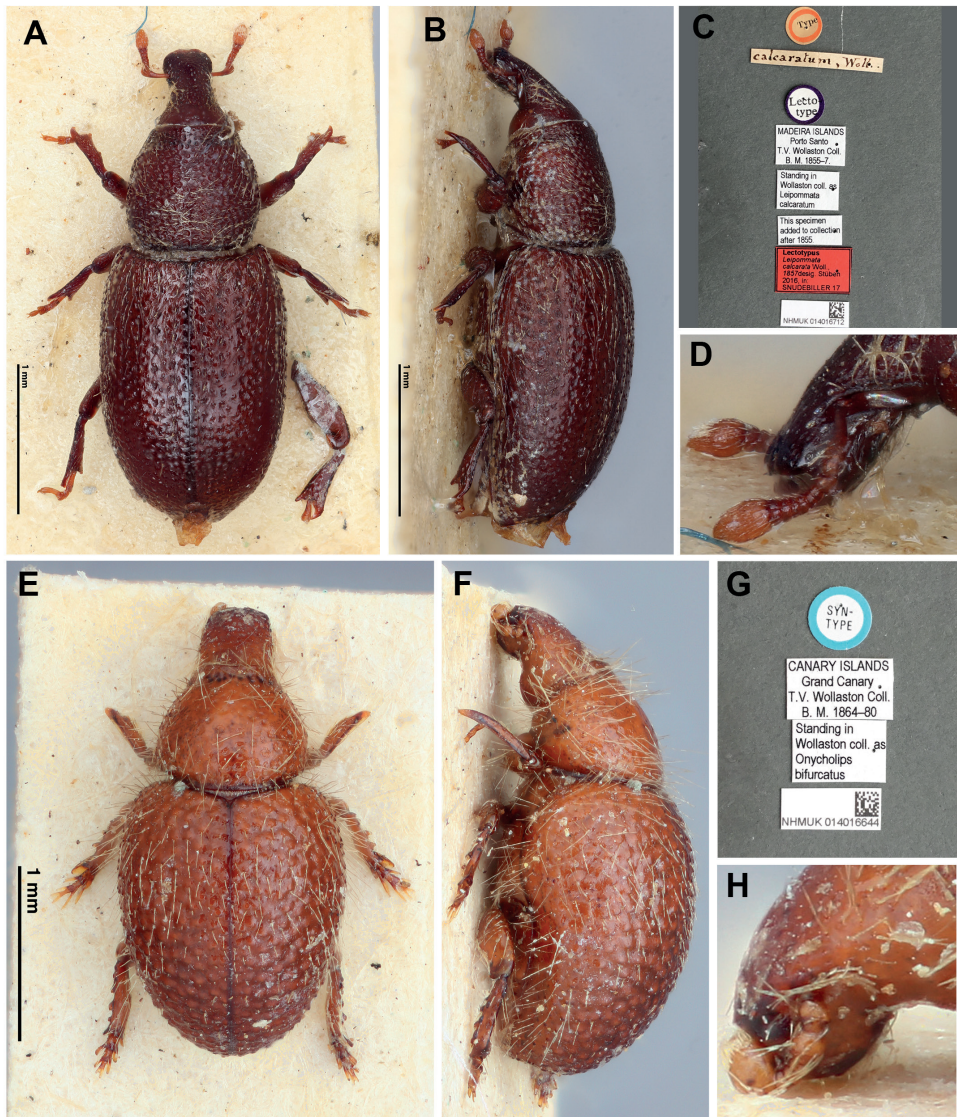 A
B
C
Type
calcaratum, Woll.
Lecto-
type
MADEIRA ISLANDS
Porto Santo
T.V. Wollaston Coll.
B. M. 1855–7.
Standing in
Wollaston coll. as
Leipommata
calcaratum
This specimen
added to collection
after 1855
Lectotypus
Leipommata
calcarata Woll.,
1857desig. Stüben
2016, in:
SNUDEBILLER 17
NHMUK 014016712
1 mm
1 mm
D
E
F
G
SYN-
TYPE
CANARY ISLANDS
Grand Canary
T.V. Wollaston Coll.
B. M. 1864–80
Standing in
Wollaston coll. as
Onycholips
bifurcatus
NHMUK 014016644
1 mm
H